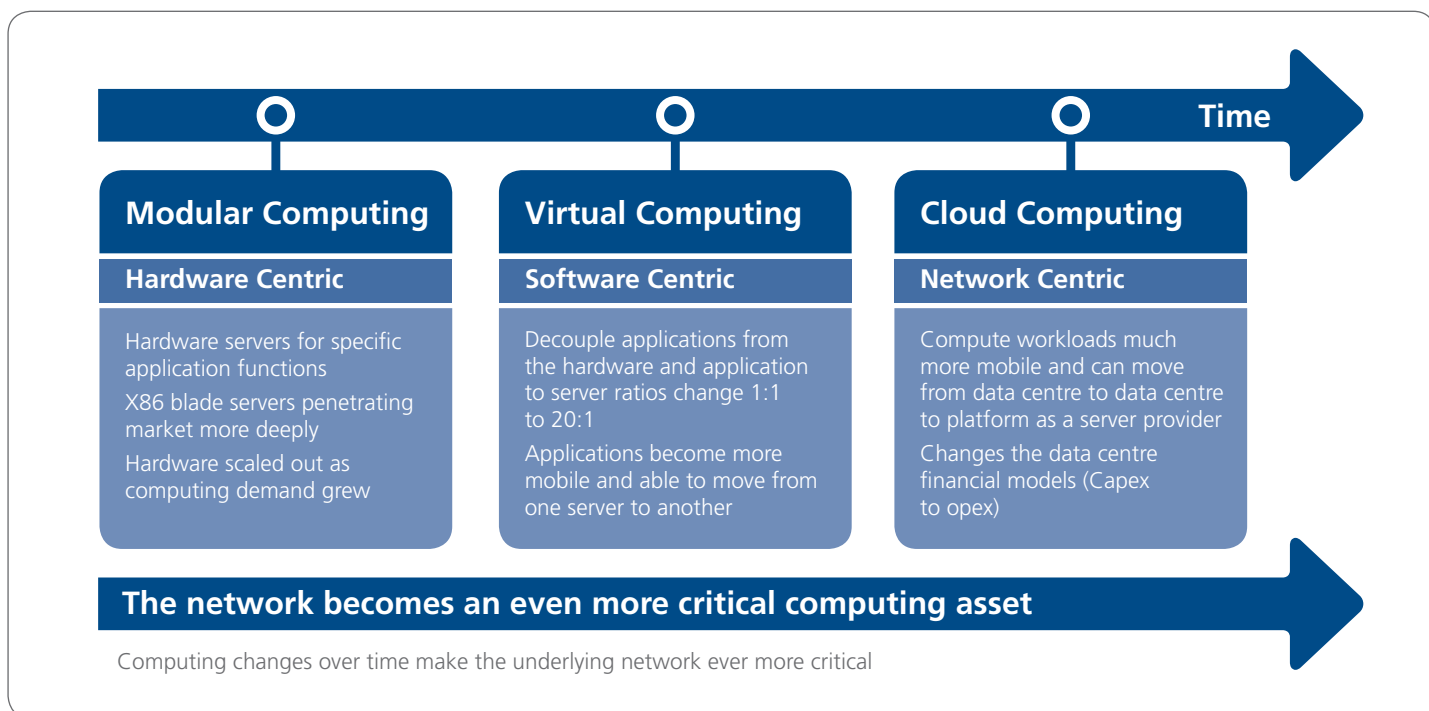 Time
Modular Computing
Hardware Centric
Hardware servers for specific
application functions
X86 blade servers penetrating
market more deeply
Hardware scaled out as
computing demand grew
Virtual Computing
Software Centric
Decouple applications from
the hardware and application
to server ratios change 1:1
to 20:1
Applications become more
mobile and able to move from
one server to another
Cloud Computing
Network Centric
Compute workloads much
more mobile and can move
from data centre to data centre
to platform as a server provider
Changes the data centre
financial models (Capex
to opex)
The network becomes an even more critical computing asset
Computing changes over time make the underlying network ever more critical